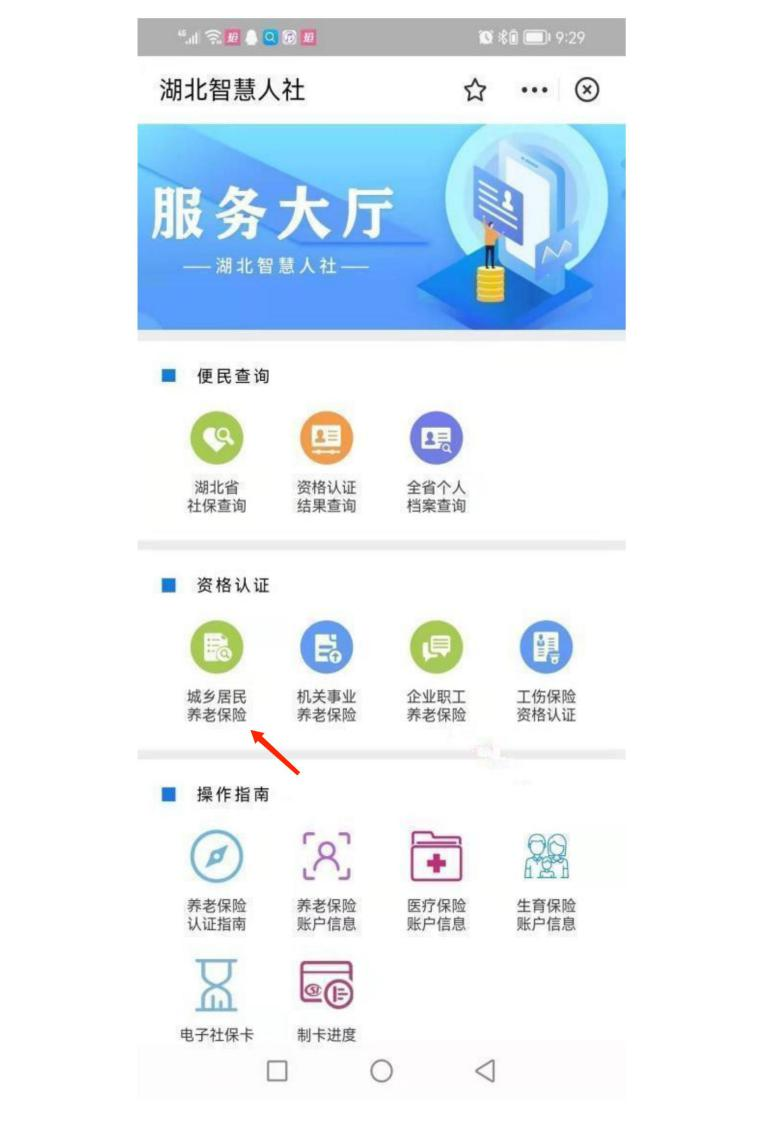 4G 9:29
湖北智慧人社
服务大厅
湖北智慧人社
便民查询
湖北省 资格认证 全省个人
社保查询 结果查询 档案查询
资格认证
城乡居民 机关事业 企业职工 工伤保险
养老保险 养老保险 养老保险 资格认证
操作指南
养老保险 养老保险 医疗保险 生育保险
认证指南 账户信息 账户信息 账户信息
电子社保卡 制卡进度